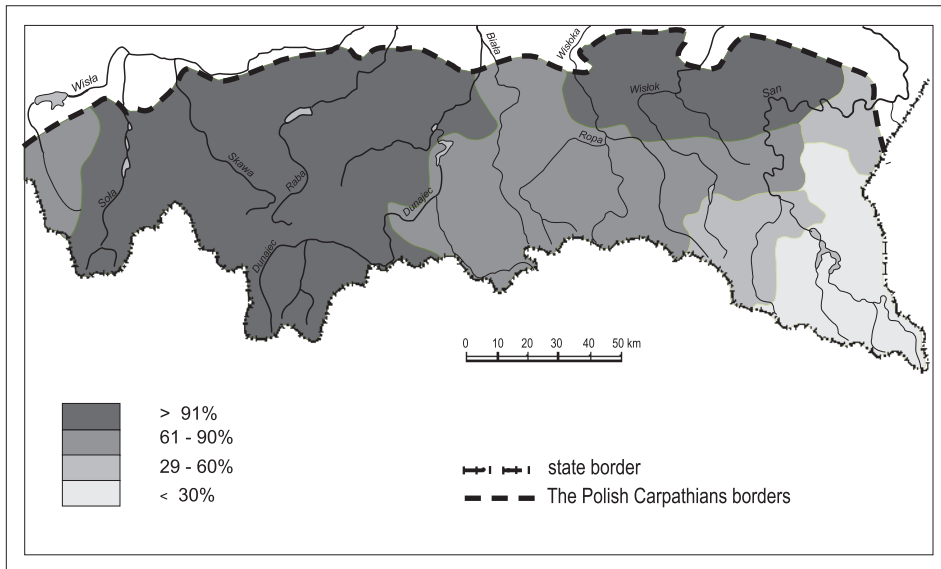 Wisła
Soła
Skawa
Raba
Dunajec
Dunajec
Biała
Wisłoka
Ropa
Wisłok
San
0 10 20 30 40 50 km
> 91%
61 - 90%
29 - 60%
< 30%
state border
The Polish Carpathians borders